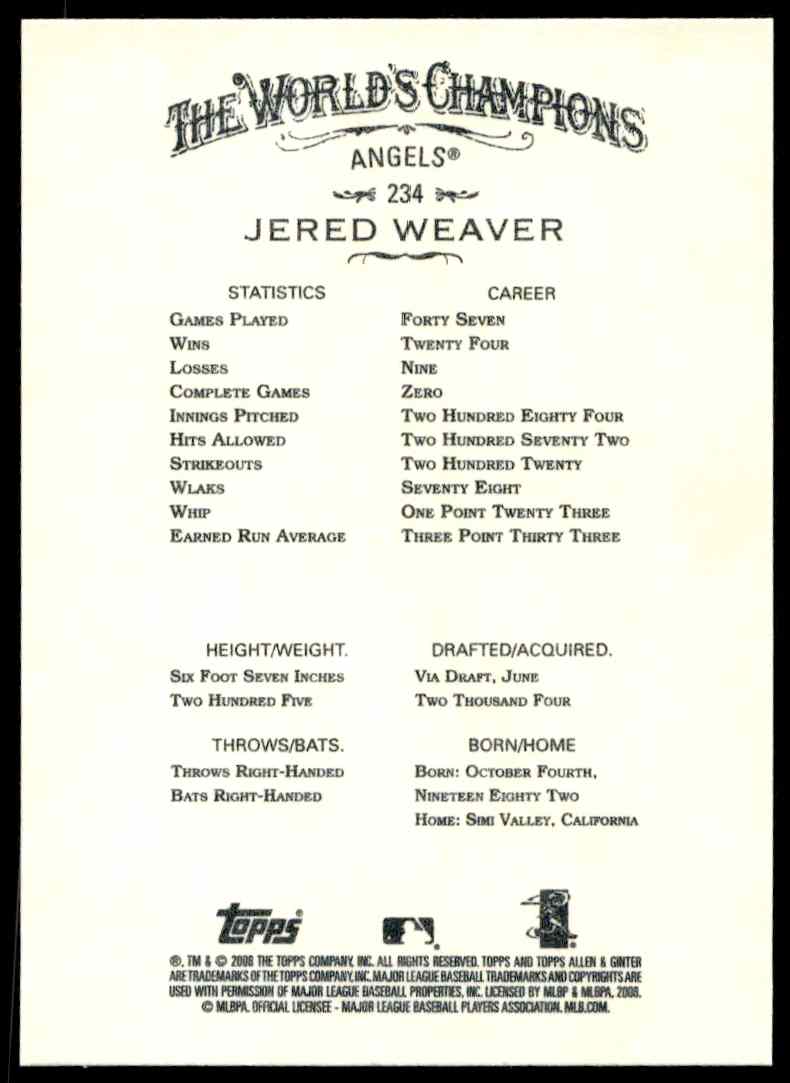 THE WORLD'S CHAMPIONS
ANGELS®
234
JERED WEAVER
STATISTICS CAREER
GAMES PLAYED FORTY SEVEN
WINS TWENTY FOUR
LOSSES NINE
COMPLETE GAMES ZERO
INNINGS PITCHED TWO HUNDRED EIGHTY FOUR
HITS ALLOWED TWO HUNDRED SEVENTY TWO
STRIKEOUTS TWO HUNDRED TWENTY
WLAKS SEVENTY EIGHT
WHIP ONE POINT TWENTY THREE
EARNED RUN AVERAGE THREE POINT THIRTY THREE
HEIGHT/WEIGHT. DRAFTED/ACQUIRED.
SIX FOOT SEVEN INCHES VIA DRAFT, JUNE
TWO HUNDRED FIVE TWO THOUSAND FOUR
THROWS/BATS. BORN/HOME
THROWS RIGHT-HANDED BORN: OCTOBER FOURTH,
BATS RIGHT-HANDED NINETEEN EIGHTY TWO
HOME: SIMI VALLEY, CALIFORNIA
Topps®
®, TM & © 2008 THE TOPPS COMPANY, INC. ALL RIGHTS RESERVED. TOPPS AND TOPPS ALLEN & GINTER
ARE TRADEMARKS OF THE TOPPS COMPANY, INC. MAJOR LEAGUE BASEBALL TRADEMARKS AND COPYRIGHTS ARE
USED WITH PERMISSION OF MAJOR LEAGUE BASEBALL PROPERTIES, INC. LICENSED BY MLBP & MLBPA, 2008.
© MLBPA. OFFICIAL LICENSEE - MAJOR LEAGUE BASEBALL PLAYERS ASSOCIATION. MLB.COM.